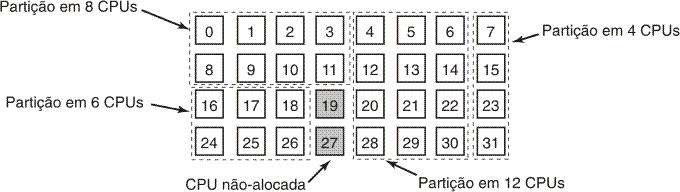 Partição em 8 CPUs
0 1 2 3 4 5 6 7
Partição em 4 CPUs
8 9 10 11 12 13 14 15
Partição em 6 CPUs
16 17 18 19 20 21 22 23
24 25 26 27 28 29 30 31
CPU não-alocada
Partição em 12 CPUs